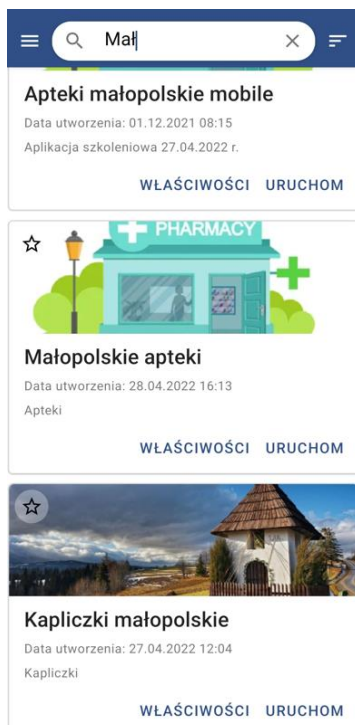 Mał
Apteki małopolskie mobile
Data utworzenia: 01.12.2021 08:15
Aplikacja szkoleniowa 27.04.2022 r.
WŁAŚCIWOŚCI URUCHOM
PHARMACY
Małopolskie apteki
Data utworzenia: 28.04.2022 16:13
Apteki
WŁAŚCIWOŚCI URUCHOM
Kapliczki małopolskie
Data utworzenia: 27.04.2022 12:04
Kapliczki
WŁAŚCIWOŚCI URUCHOM